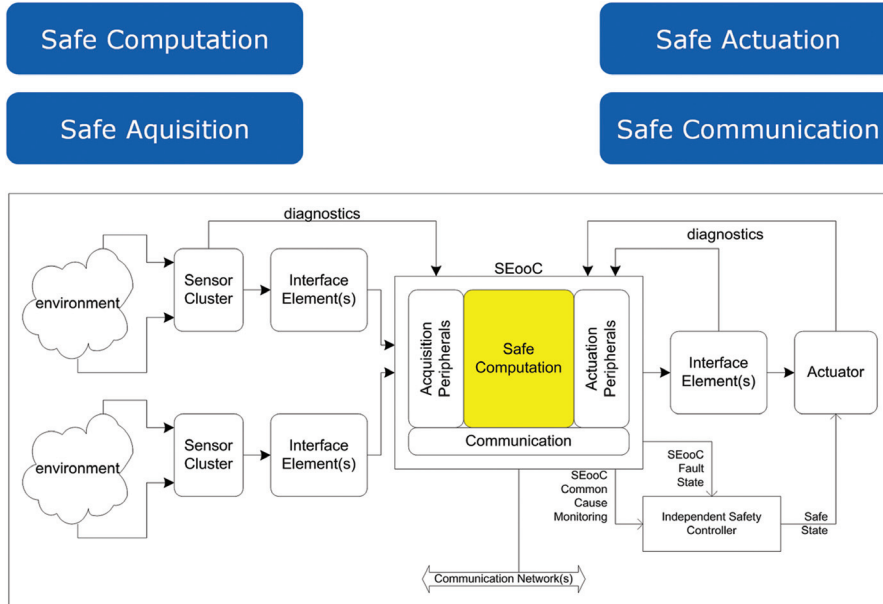 Safe Computation
Safe Actuation
Safe Aquisition
Safe Communication
diagnostics
diagnostics
SEooC
environment
Sensor
Cluster
Interface
Element(s)
Acquisition
Peripherals
Safe
Computation
Actuation
Peripherals
Interface
Element(s)
Actuator
Communication
environment
Sensor
Cluster
Interface
Element(s)
SEooC
Common
Cause
Monitoring
SEooC
Fault
State
Independent Safety
Controller
Safe
State
Communication Network(s)